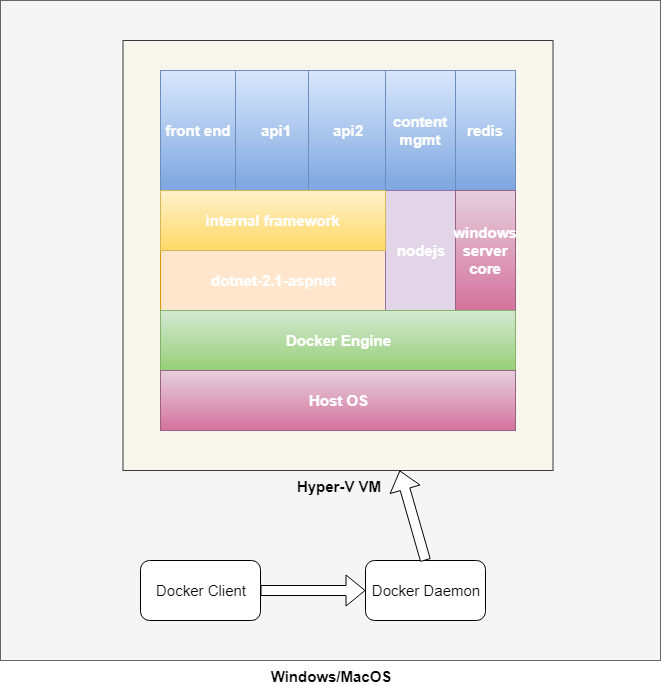 front end
api1
api2
content
mgmt
redis
internal framework
nodejs
windows
server
core
dotnet-2.1-aspnet
Docker Engine
Host OS
Hyper-V VM
Docker Client
Docker Daemon
Windows/MacOS